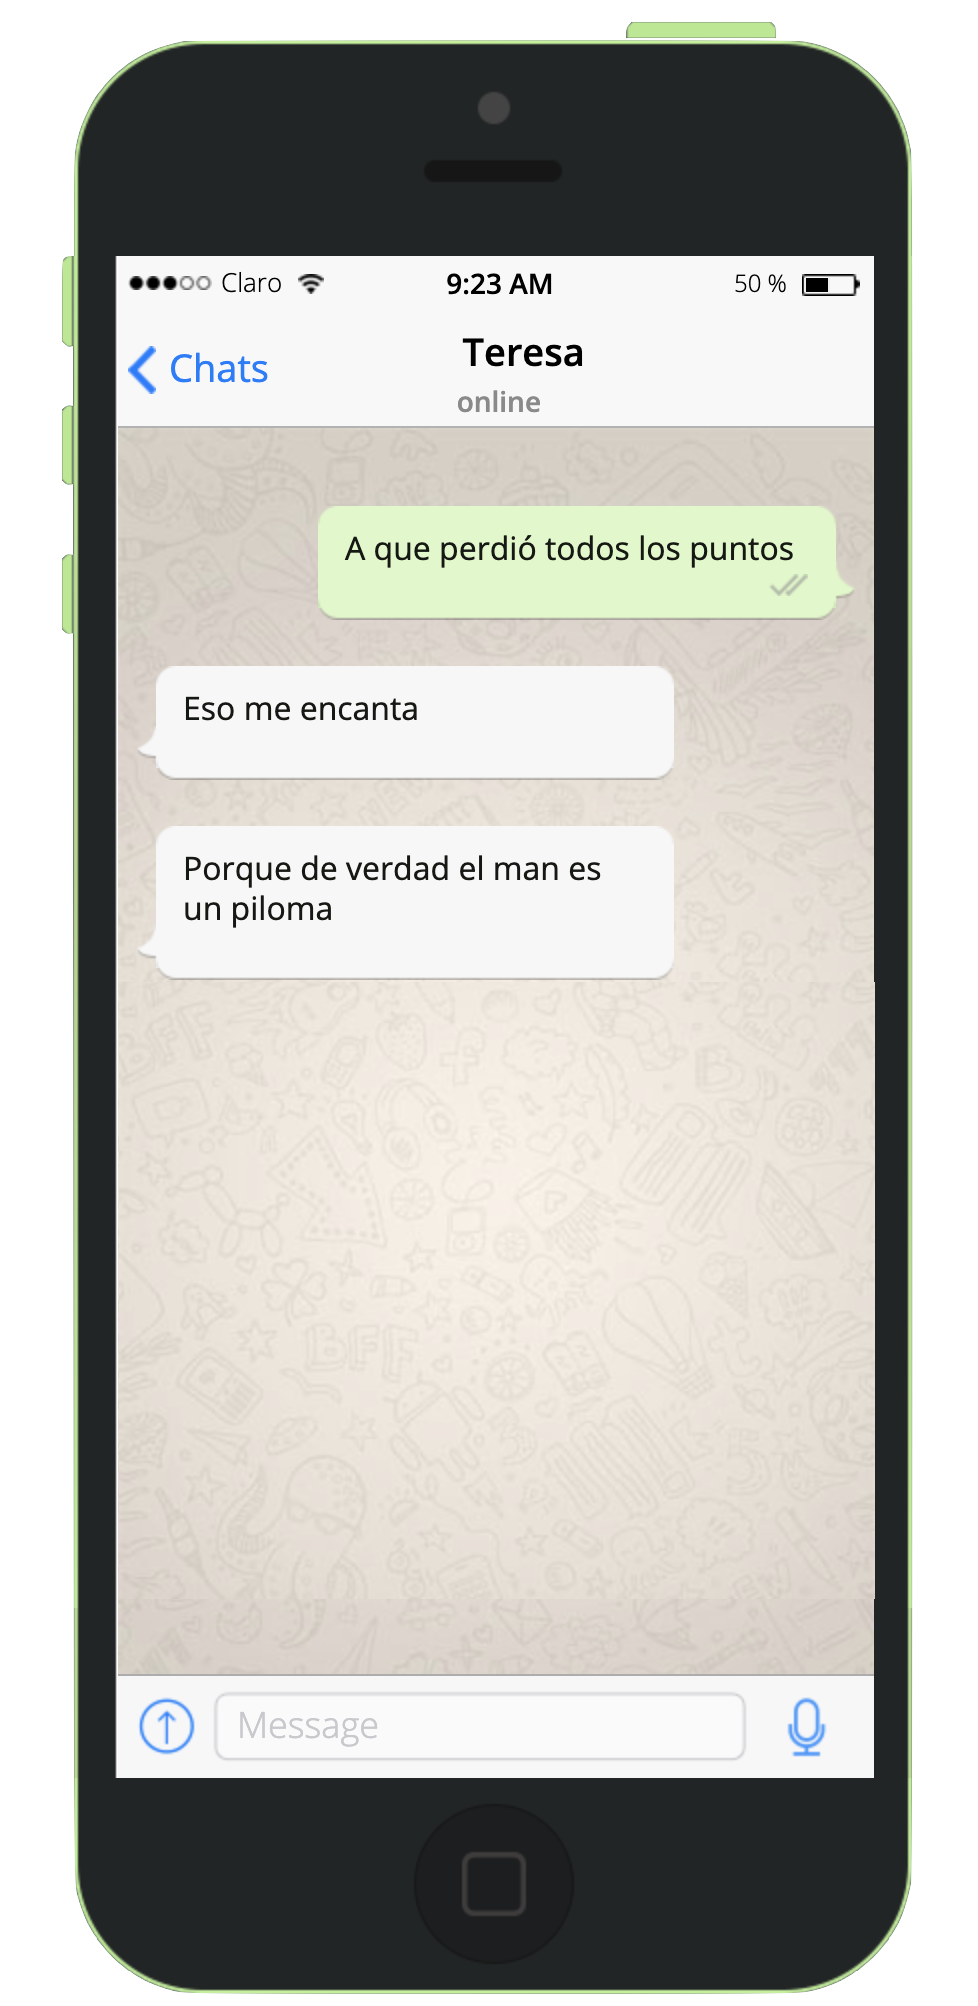 Claro 9:23 AM 50 %
Chats Teresa
online
A que perdió todos los puntos
Eso me encanta
Porque de verdad el man es
un piloma
Message